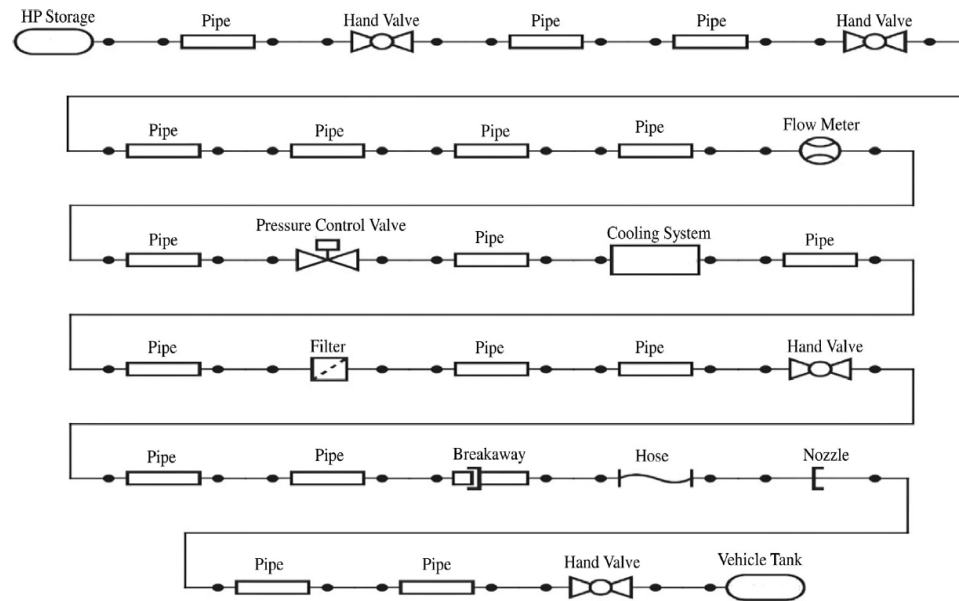 HP Storage
Pipe
Hand Valve
Pipe
Pipe
Hand Valve
Pipe
Pipe
Pipe
Pipe
Flow Meter
Pipe
Pressure Control Valve
Pipe
Cooling System
Pipe
Pipe
Filter
Pipe
Pipe
Hand Valve
Pipe
Pipe
Breakaway
Hose
Nozzle
Pipe
Pipe
Hand Valve
Vehicle Tank